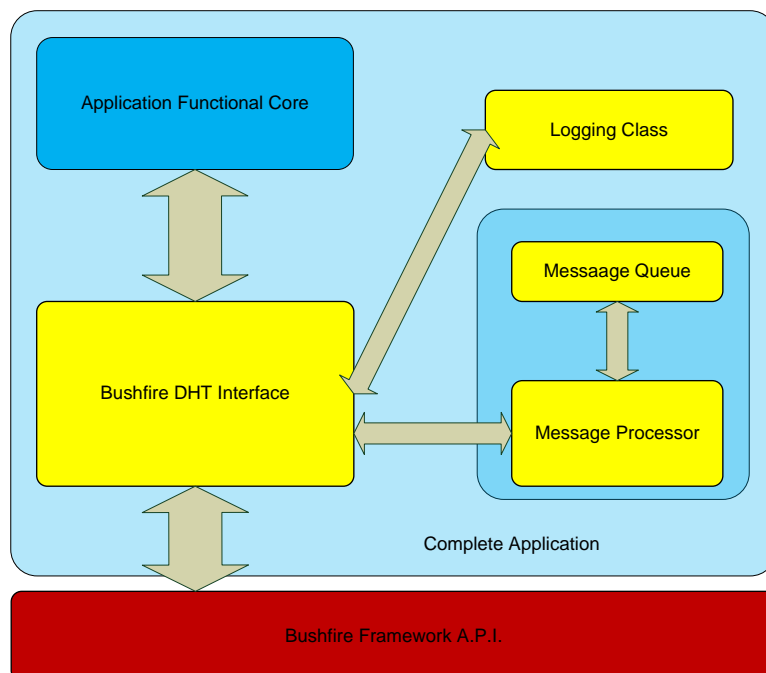 Application Functional Core
Logging Class
Messaage Queue
Bushfire DHT Interface
Message Processor
Complete Application
Bushfire Framework A.P.I.